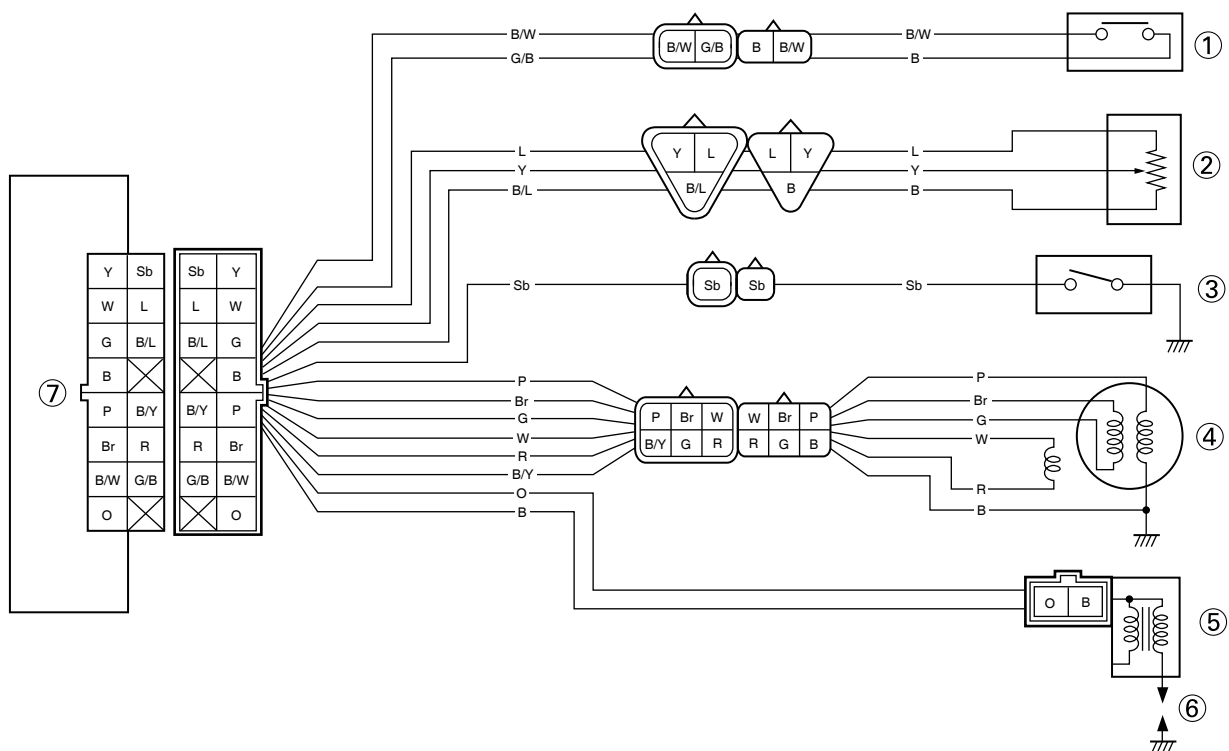 B/W B/W G/B B B/W B/W ①
G/B B
L Y L L Y L ②
Y Y
B/L B/L B B
Y Sb Sb Y
Sb Sb Sb Sb ③
W L L W
G B/L B/L G
B B
P P
⑦ P B/Y B/Y P Br P Br W W Br P Br
G G
W B/Y G R R G B W ④
Br R R Br R
B/Y
B/W G/B G/B B/W O R
O O B B
O B ⑤
⑥